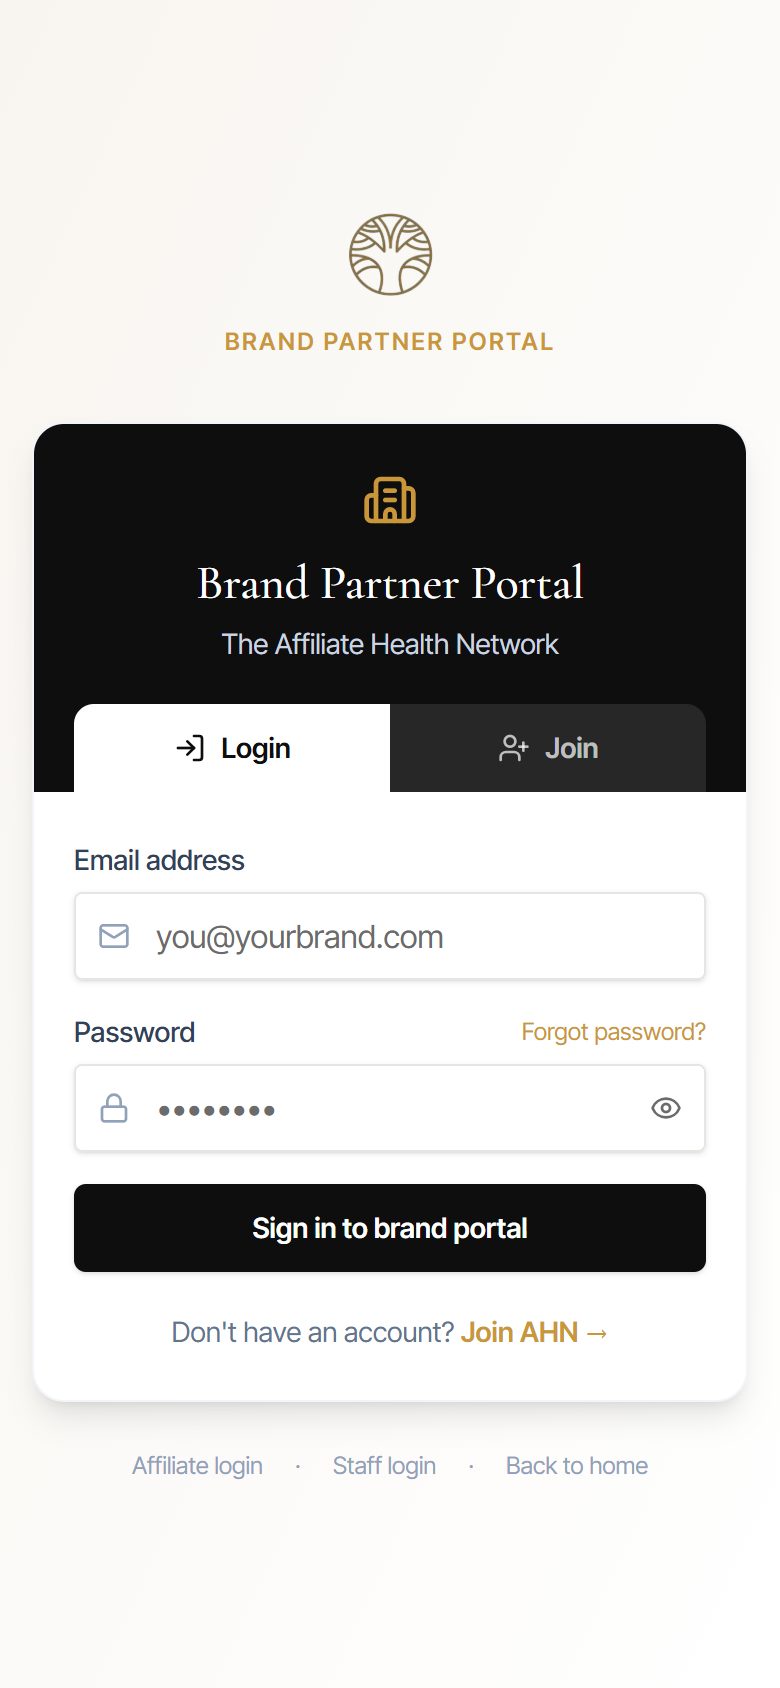 BRAND PARTNER PORTAL
Brand Partner Portal
The Affiliate Health Network
Login
Join
Email address
you@yourbrand.com
Password
Forgot password?
••••••••
Sign in to brand portal
Don't have an account? Join AHN →
Affiliate login · Staff login · Back to home